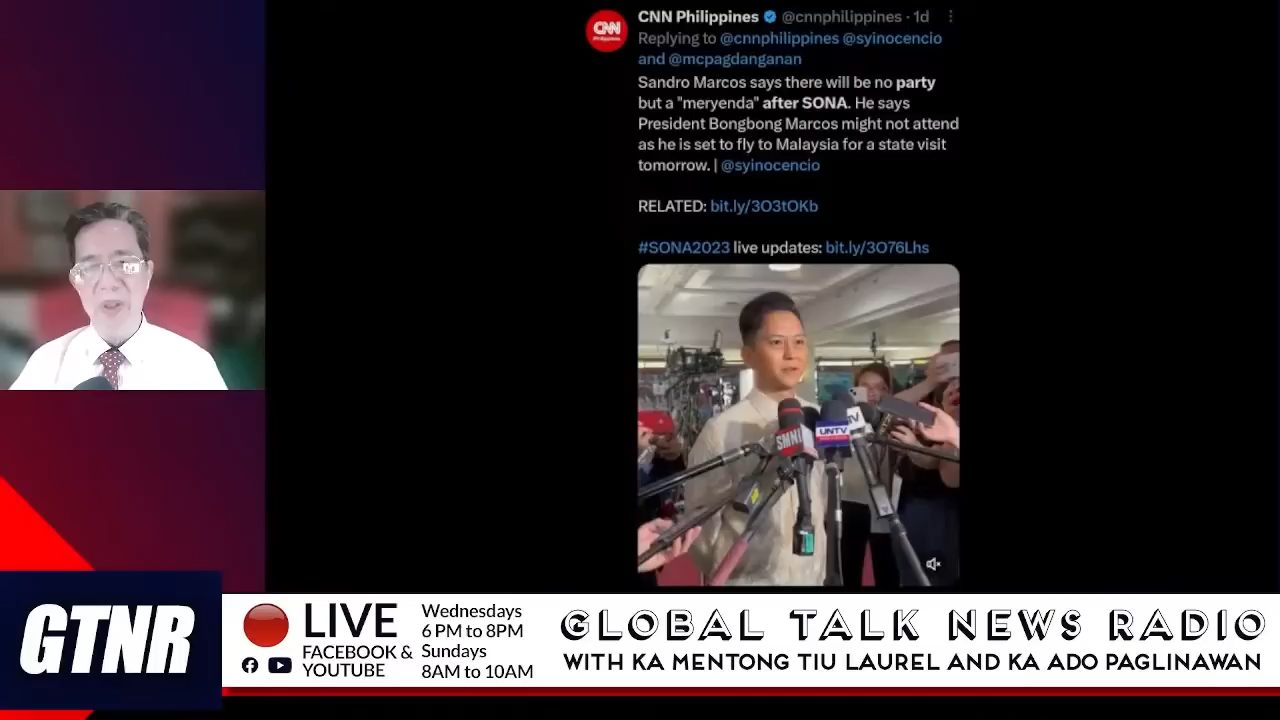 CNN Philippines @cnnphilippines · 1d
Replying to @cnnphilippines @syinocencio
and @mcpagdanganan
Sandro Marcos says there will be no party
but a "meryenda" after SONA. He says
President Bongbong Marcos might not attend
as he is set to fly to Malaysia for a state visit
tomorrow. | @syinocencio
RELATED: bit.ly/3O3tOKb
#SONA2023 live updates: bit.ly/3O76Lhs
CNN
Philippines
SMNI
UNTV
TV
GTNR
LIVE
FACEBOOK &
YOUTUBE
Wednesdays
6 PM to 8PM
Sundays
8AM to 10AM
GLOBAL TALK NEWS RADIO
WITH KA MENTONG TIU LAUREL AND KA ADO PAGLINAWAN